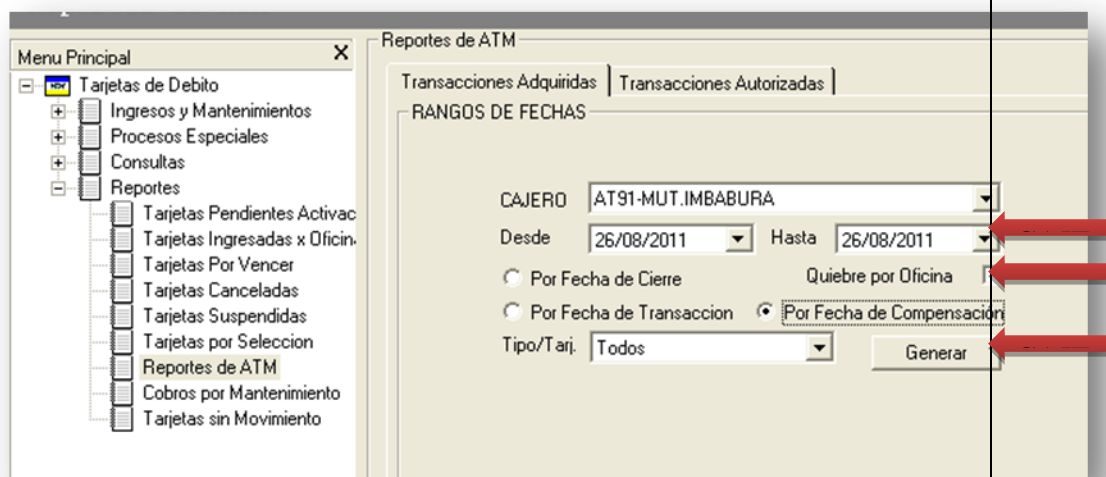 Menu Principal X
Tarjetas de Debito
Ingresos y Mantenimientos
Procesos Especiales
Consultas
Reportes
Tarjetas Pendientes Activac
Tarjetas Ingresadas x Oficin
Tarjetas Por Vencer
Tarjetas Canceladas
Tarjetas Suspendidas
Tarjetas por Seleccion
Reportes de ATM
Cobros por Mantenimiento
Tarjetas sin Movimiento
Reportes de ATM
Transacciones Adquiridas Transacciones Autorizadas
RANGOS DE FECHAS
CAJERO AT91-MUT.IMBABURA
Desde 26/08/2011 Hasta 26/08/2011
Por Fecha de Cierre Quiebre por Oficina
Por Fecha de Transaccion Por Fecha de Compensación
Tipo/Tarj. Todos Generar